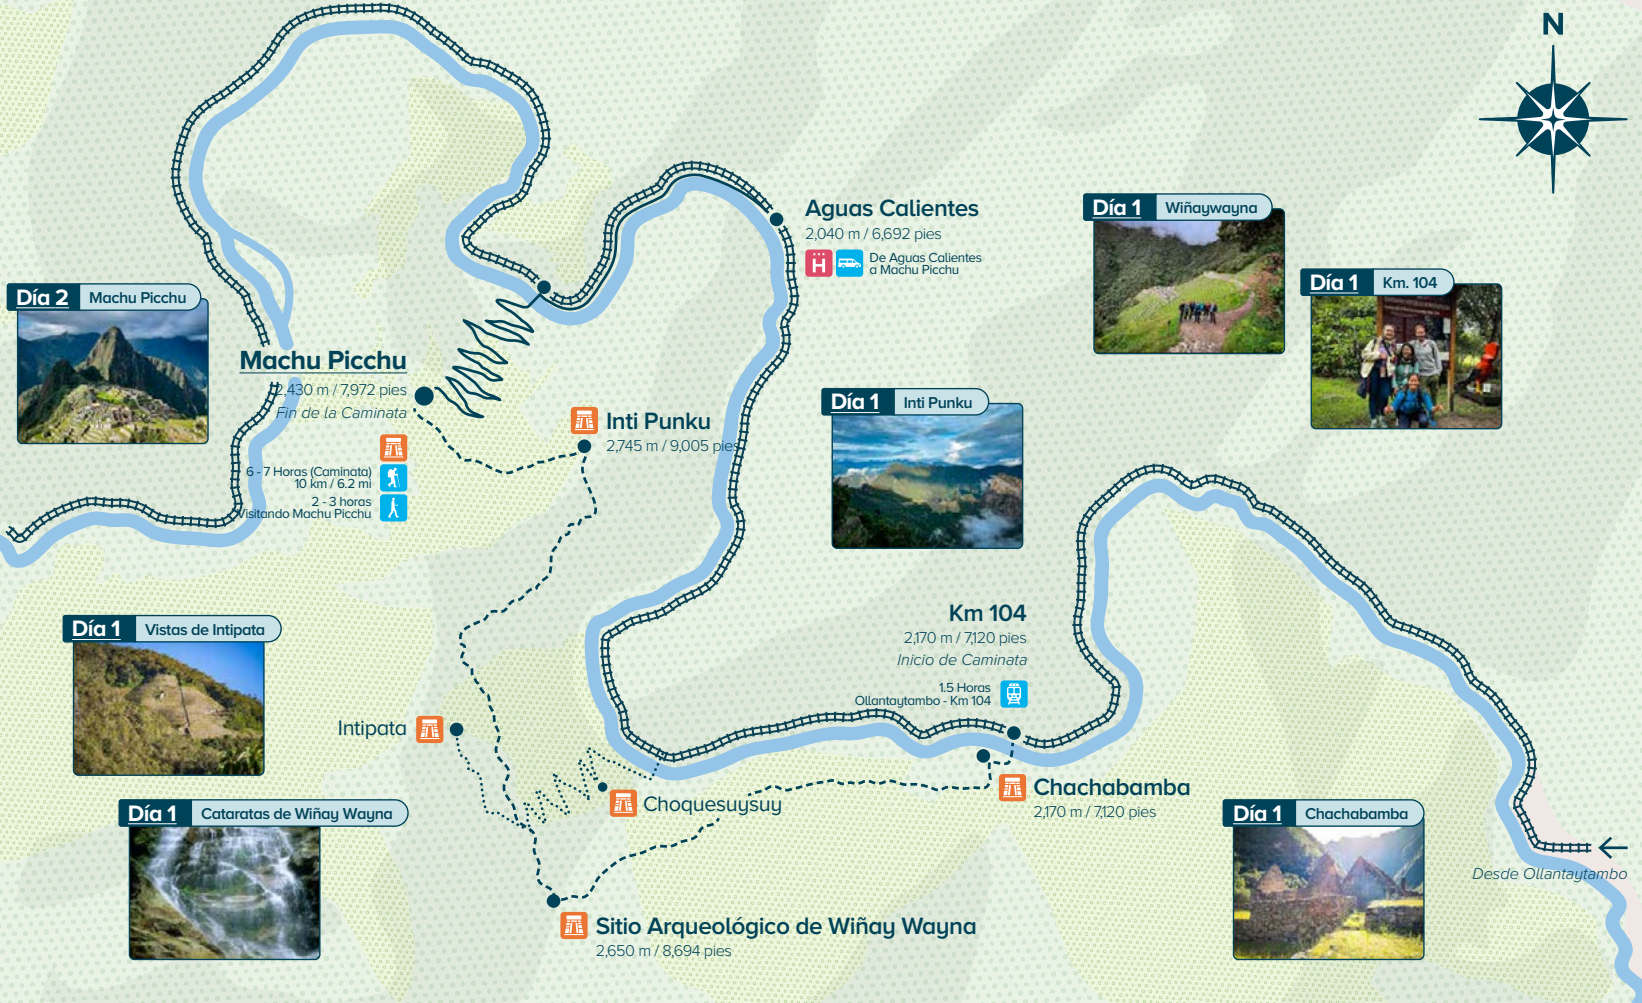 N
Aguas Calientes
2,040 m / 6,692 pies
H
De Aguas Calientes
a Machu Picchu
Día 1
Wiñaywayna
Día 1
Km. 104
Día 2
Machu Picchu
Machu Picchu
2,430 m / 7,972 pies
Fin de la Caminata
6 - 7 Horas (Caminata)
10 km / 6.2 mi
2 - 3 horas
Visitando Machu Picchu
Inti Punku
2,745 m / 9,005 pies
Día 1
Inti Punku
Km 104
2,170 m / 7,120 pies
Inicio de Caminata
1.5 Horas
Ollantaytambo - Km 104
Día 1
Vistas de Intipata
Intipata
Choquesuysuy
Chachabamba
2,170 m / 7,120 pies
Día 1
Cataratas de Wiñay Wayna
Día 1
Chachabamba
Desde Ollantaytambo
Sitio Arqueológico de Wiñay Wayna
2,650 m / 8,694 pies